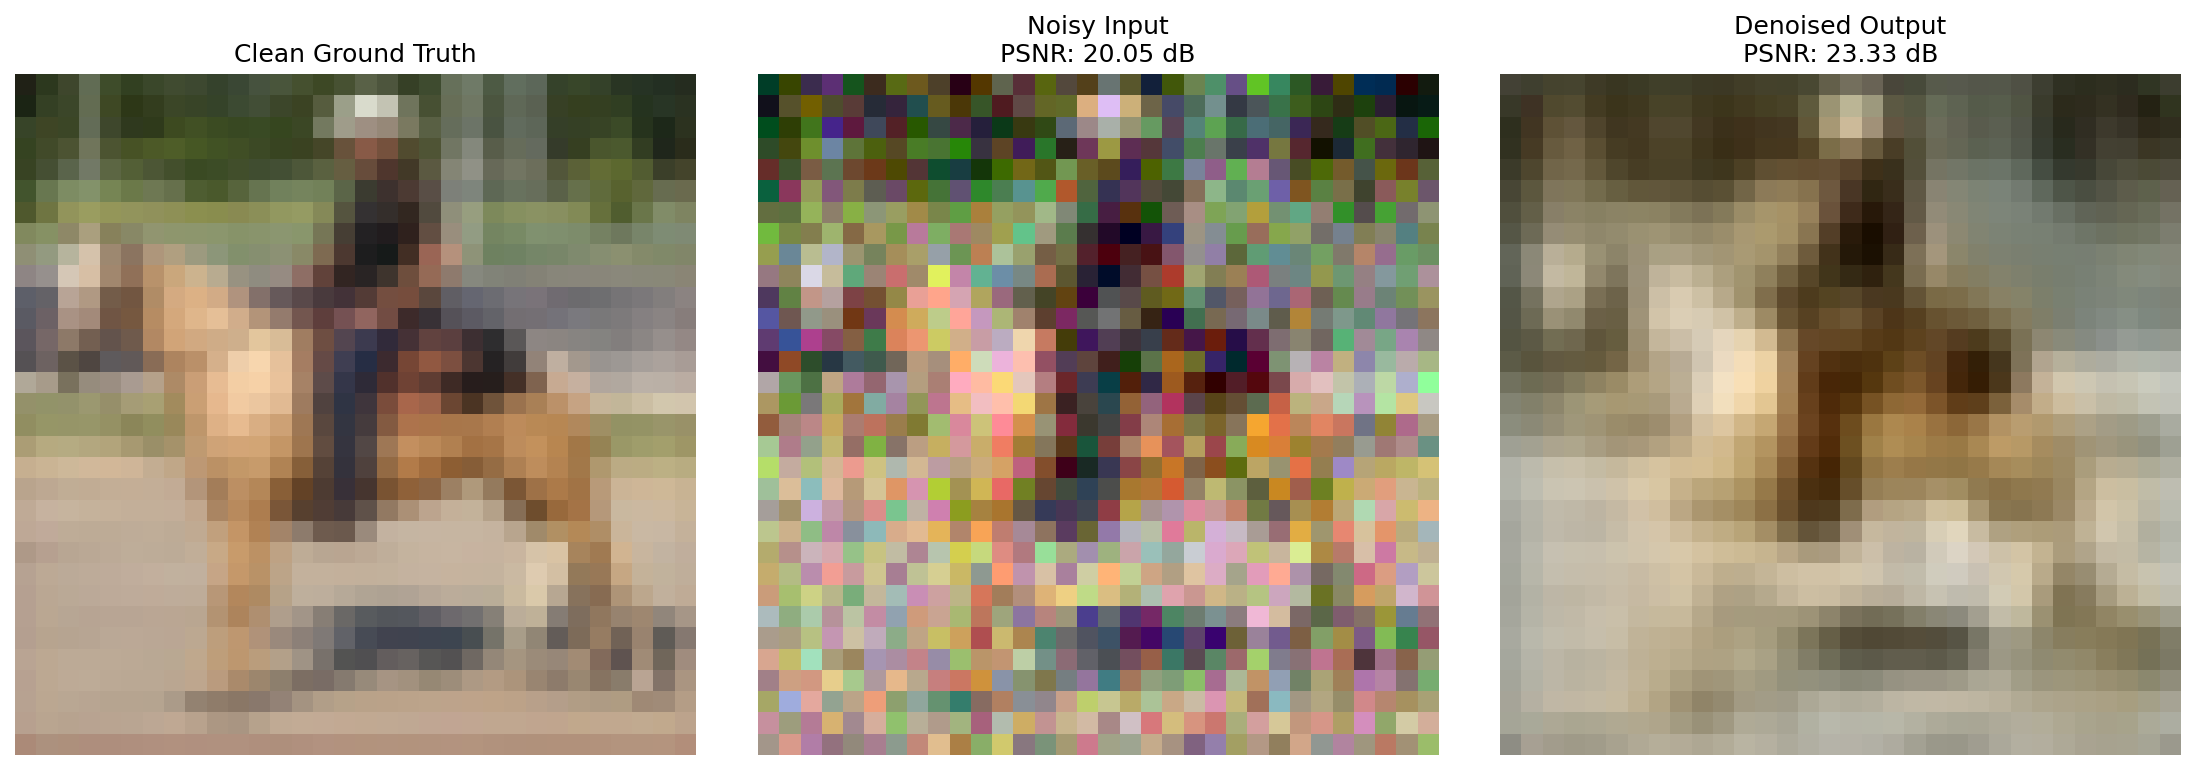 Clean Ground Truth
Noisy Input
PSNR: 20.05 dB
Denoised Output
PSNR: 23.33 dB